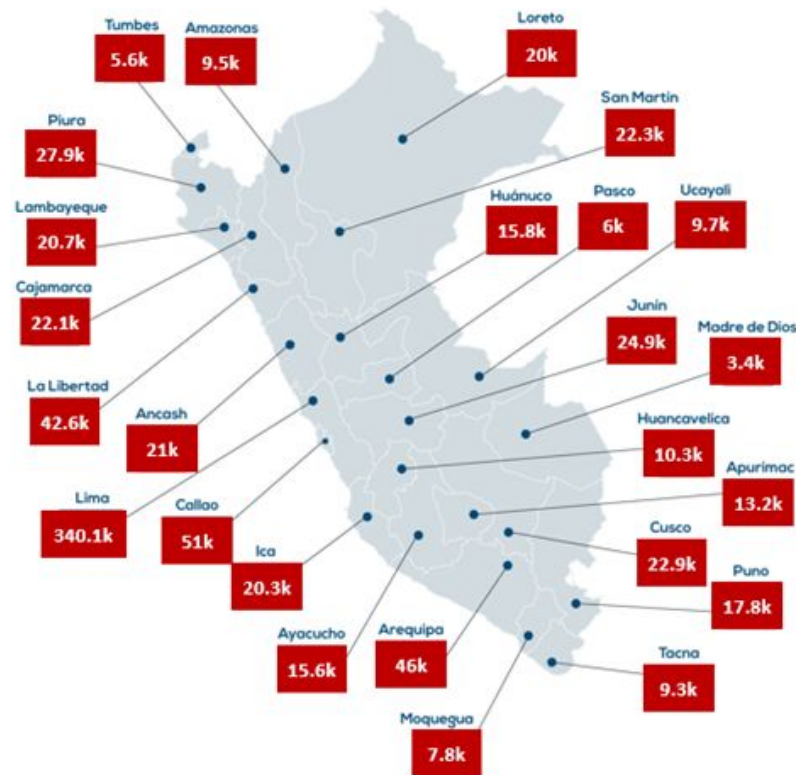 Tumbes
5.6k
Amazonas
9.5k
Loreto
20k
San Martin
22.3k
Piura
27.9k
Huánuco
15.8k
Pasco
6k
Ucayali
9.7k
Lambayeque
20.7k
Cajamarca
22.1k
Junín
24.9k
Madre de Dios
3.4k
La Libertad
42.6k
Ancash
21k
Huancavelica
10.3k
Apurimac
13.2k
Lima
340.1k
Callao
51k
Ica
20.3k
Cusco
22.9k
Puno
17.8k
Ayacucho
15.6k
Arequipa
46k
Tacna
9.3k
Moquegua
7.8k